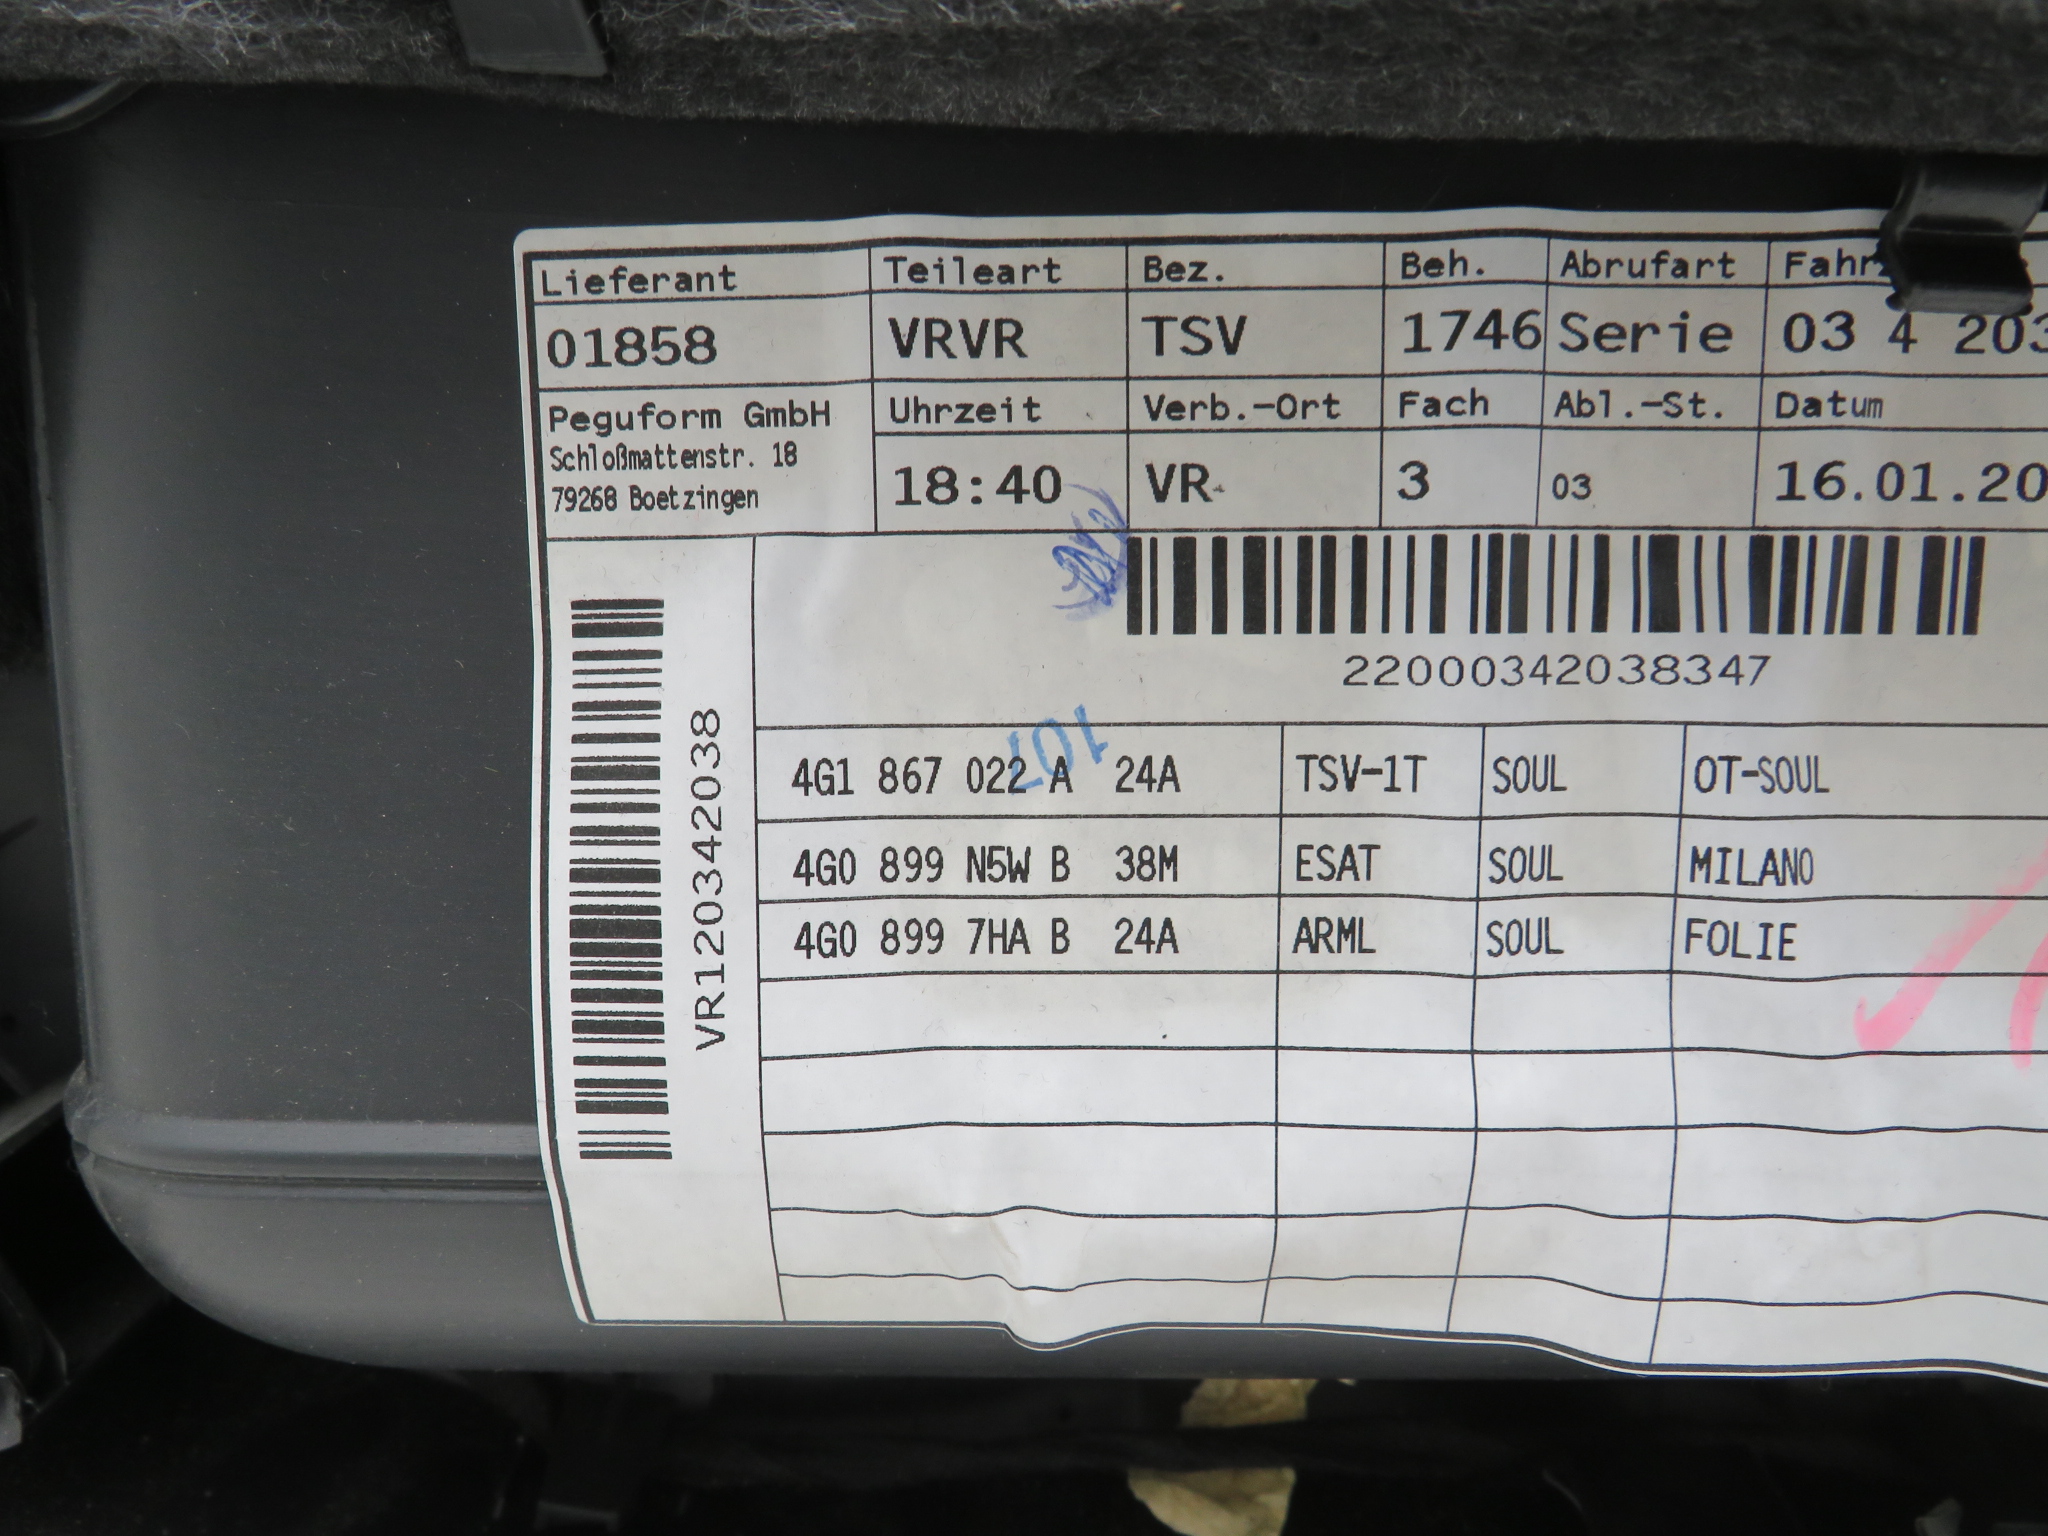 Lieferant Teileart Bez. Beh. Abrufart
01858 VRVR TSV 1746 Serie 03 4 203
Peguform GmbH Uhrzeit Verb.-Ort Fach Abl.-St. Datum
Schloßmattenstr. 18
79268 Boetzingen 18:40 VR 3 03 16.01.20
22000342038347
VR120342038
107
4G1 867 022 A 24A TSV-1T SOUL OT-SOUL
4G0 899 N5W B 38M ESAT SOUL MILANO
4G0 899 7HA B 24A ARML SOUL FOLIE